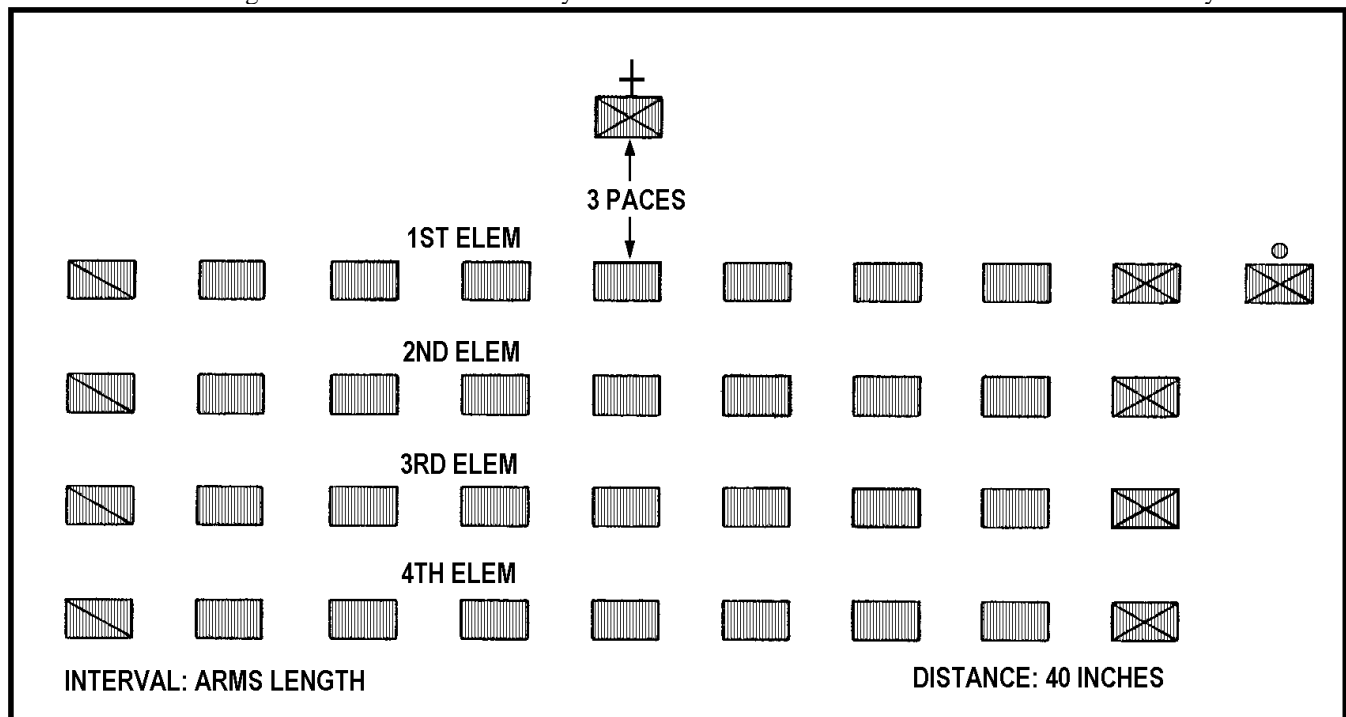 3 PACES
1ST ELEM
2ND ELEM
3RD ELEM
4TH ELEM
INTERVAL: ARMS LENGTH
DISTANCE: 40 INCHES